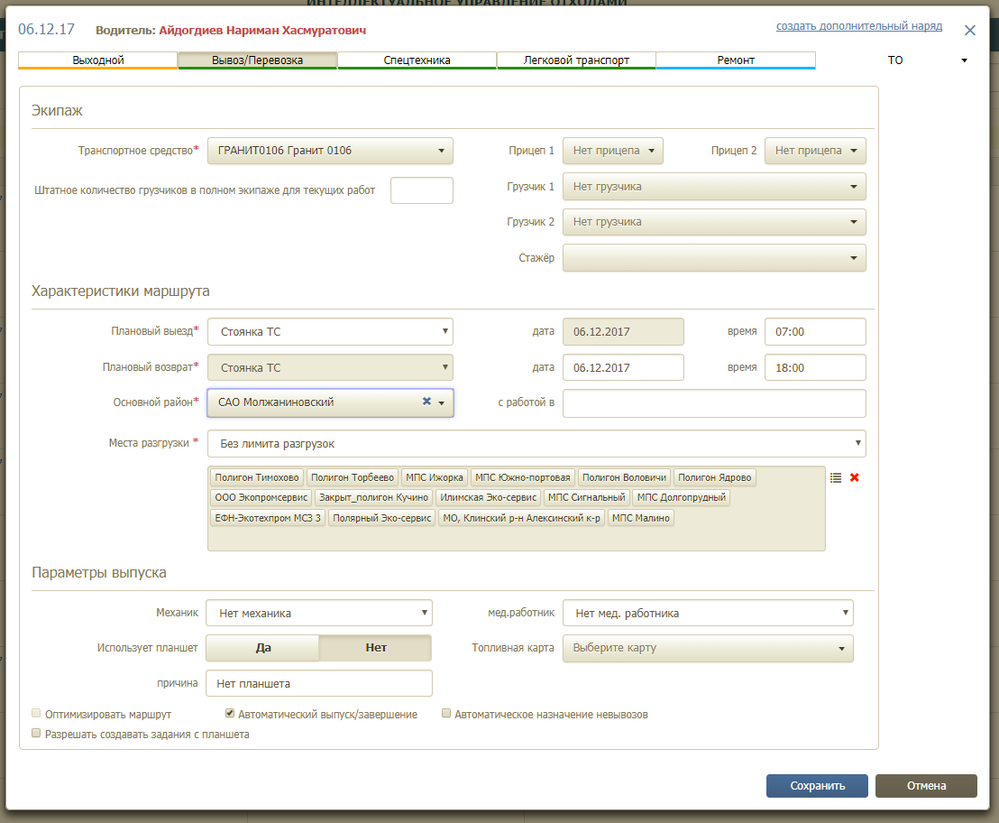 ИНТЕЛЛЕКТУАЛЬНОЕ УПРАВЛЕНИЕ ОТХОДАМИ
06.12.17 Водитель: Айдогдиев Нариман Хасмуратович создать дополнительный наряд
Выходной Вывоз/Перевозка Спецтехника Легковой транспорт Ремонт ТО
Экипаж
Транспортное средство* ГРАНИТ0106 Гранит 0106 Прицеп 1 Нет прицепа Прицеп 2 Нет прицепа
Штатное количество грузчиков в полном экипаже для текущих работ Грузчик 1 Нет грузчика
Грузчик 2 Нет грузчика
Стажёр
Характеристики маршрута
Плановый выезд* Стоянка ТС дата 06.12.2017 время 07:00
Плановый возврат* Стоянка ТС дата 06.12.2017 время 18:00
Основной район* САО Молжаниновский с работой в
Места разгрузки * Без лимита разгрузок
Полигон Тимохово Полигон Торбеево МПС Ижорка МПС Южно-портовая Полигон Воловичи Полигон Ядрово
ООО Экопромсервис Закрыт_полигон Кучино Илимская Эко-сервис МПС Сигнальный МПС Долгопрудный
ЕФН-Экотехпром МСЗ 3 Полярный Эко-сервис МО, Клинский р-н Алексинский к-р МПС Малино
Параметры выпуска
Механик Нет механика мед.работник Нет мед. работника
Использует планшет Да Нет Топливная карта Выберите карту
причина Нет планшета
Оптимизировать маршрут Автоматический выпуск/завершение Автоматическое назначение невывозов
Разрешать создавать задания с планшета
Сохранить Отмена